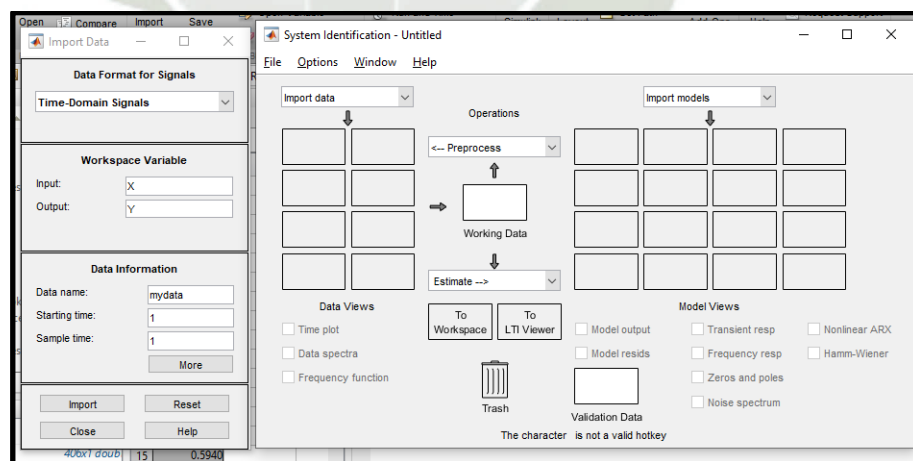 Open Compare Import Save
Import Data
Data Format for Signals
Time-Domain Signals
Workspace Variable
Input: X
Output: Y
Data Information
Data name: mydata
Starting time: 1
Sample time: 1
More
Import Reset
Close Help
406x1 doubl 15 0.5940
System Identification - Untitled
File Options Window Help
Import data
Operations
Import models
<-- Preprocess
Working Data
Estimate -->
Data Views
Time plot
Data spectra
Frequency function
To Workspace
To LTI Viewer
Trash
Model Views
Model output
Model resids
Transient resp
Frequency resp
Zeros and poles
Noise spectrum
Nonlinear ARX
Hamm-Wiener
Validation Data
The character is not a valid hotkey